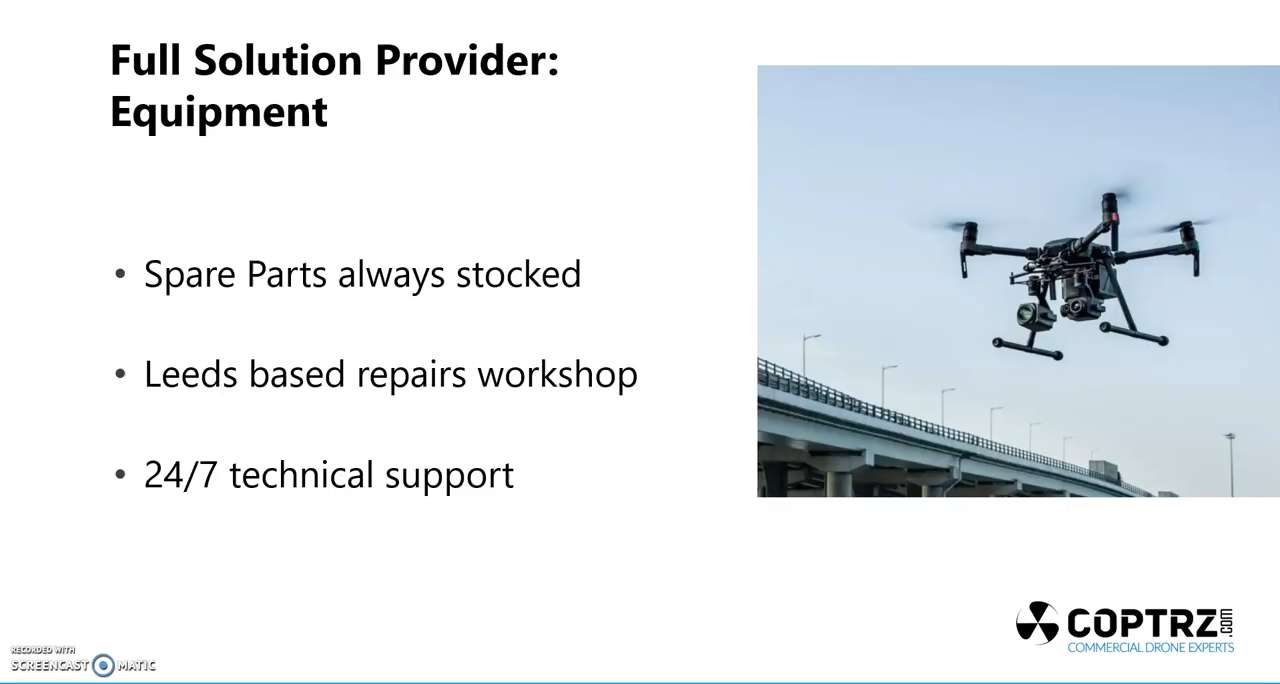 Full Solution Provider:
Equipment
• Spare Parts always stocked
• Leeds based repairs workshop
• 24/7 technical support
COPTRZ.com
COMMERCIAL DRONE EXPERTS
RECORDED WITH
SCREENCAST MATIC